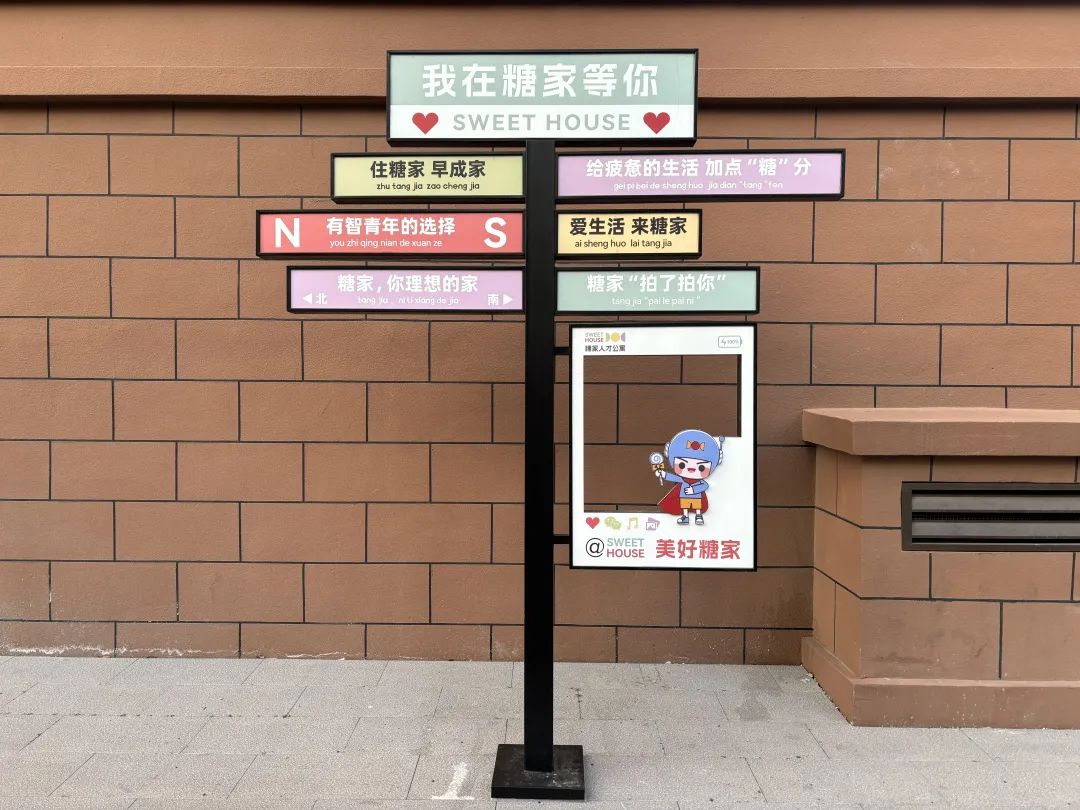 我在糖家等你
SWEET HOUSE
住糖家 早成家
zhu tang jia zao cheng jia
给疲惫的生活 加点“糖”分
gei pi bei de sheng huo jia dian “tang” fen
N 有智青年的选择 S
you zhi qing nian de xuan ze
爱生活 来糖家
ai sheng huo lai tang jia
糖家，你理想的家
◀北 tang jia , ni li xiang de jia 南▶
糖家“拍了拍你”
tang jia “pai le pai ni”
SWEET
HOUSE
糖家人才公寓
100%
@SWEET HOUSE 美好糖家